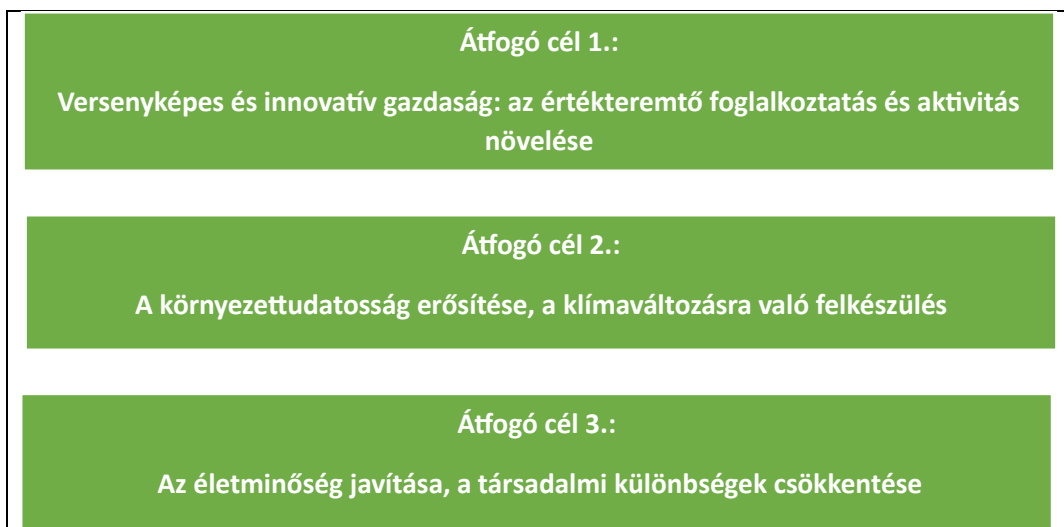 Átfogó cél 1.:
Versenyképes és innovatív gazdaság: az értékteremtő foglalkoztatás és aktivitás
növelése
Átfogó cél 2.:
A környezettudatosság erősítése, a klímaváltozásra való felkészülés
Átfogó cél 3.:
Az életminőség javítása, a társadalmi különbségek csökkentése